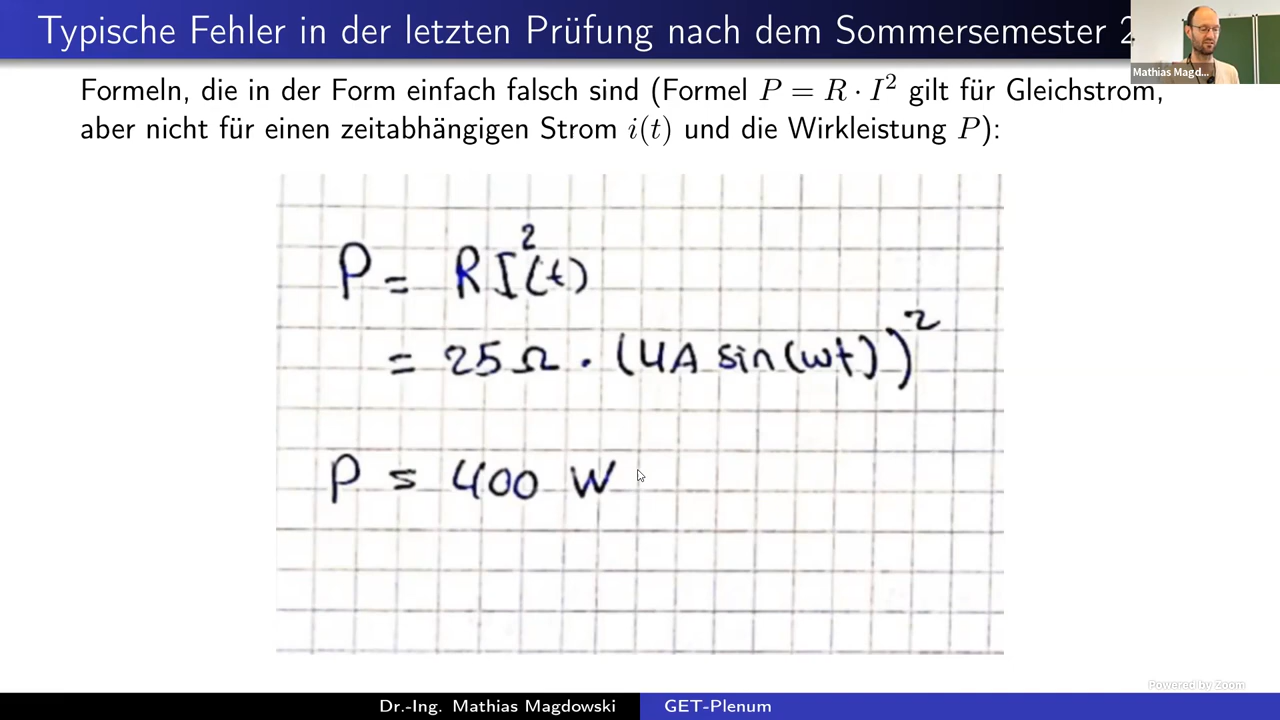 Typische Fehler in der letzten Prüfung nach dem Sommersemester 2
Mathias Magd...
Formeln, die in der Form einfach falsch sind (Formel P = R · I² gilt für Gleichstrom,
aber nicht für einen zeitabhängigen Strom i(t) und die Wirkleistung P):
P = R I²(t)
= 25 Ω · (4A sin(ωt))²
P = 400 W
Powered by Zoom
Dr.-Ing. Mathias Magdowski GET-Plenum